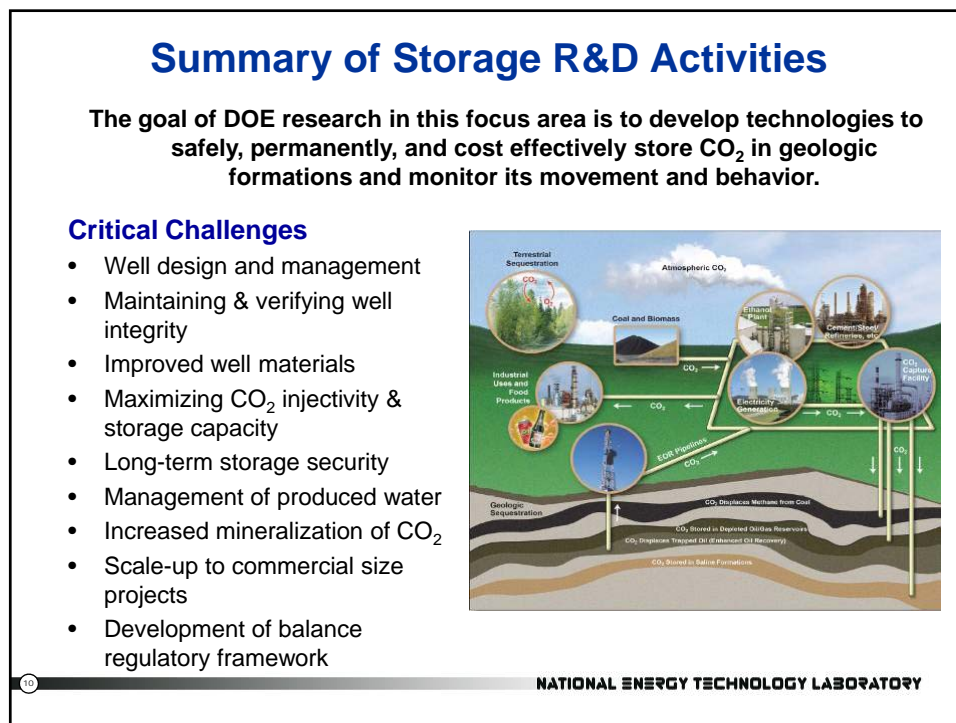 Summary of Storage R&D Activities
The goal of DOE research in this focus area is to develop technologies to
safely, permanently, and cost effectively store CO2 in geologic
formations and monitor its movement and behavior.
Critical Challenges
• Well design and management
• Maintaining & verifying well
integrity
• Improved well materials
• Maximizing CO2 injectivity &
storage capacity
• Long-term storage security
• Management of produced water
• Increased mineralization of CO2
• Scale-up to commercial size
projects
• Development of balance
regulatory framework
Terrestrial
Sequestration
CO2
O2
Atmospheric CO2
Coal and Biomass
CO2
Ethanol
Plant
Cement/Steel/
Refineries, etc
Industrial
Uses and
Food
Products
CO2
Electricity
Generation
CO2
CO2
Capture
Facility
EOR Pipelines
CO2
CO2
Geologic
Sequestration
CO2 Displaces Methane from Coal
CO2 Stored in Depleted Oil/Gas Reservoirs
CO2 Displaces Trapped Oil (Enhanced Oil Recovery)
CO2 Stored in Saline Formations
10
NATIONAL ENERGY TECHNOLOGY LABORATORY